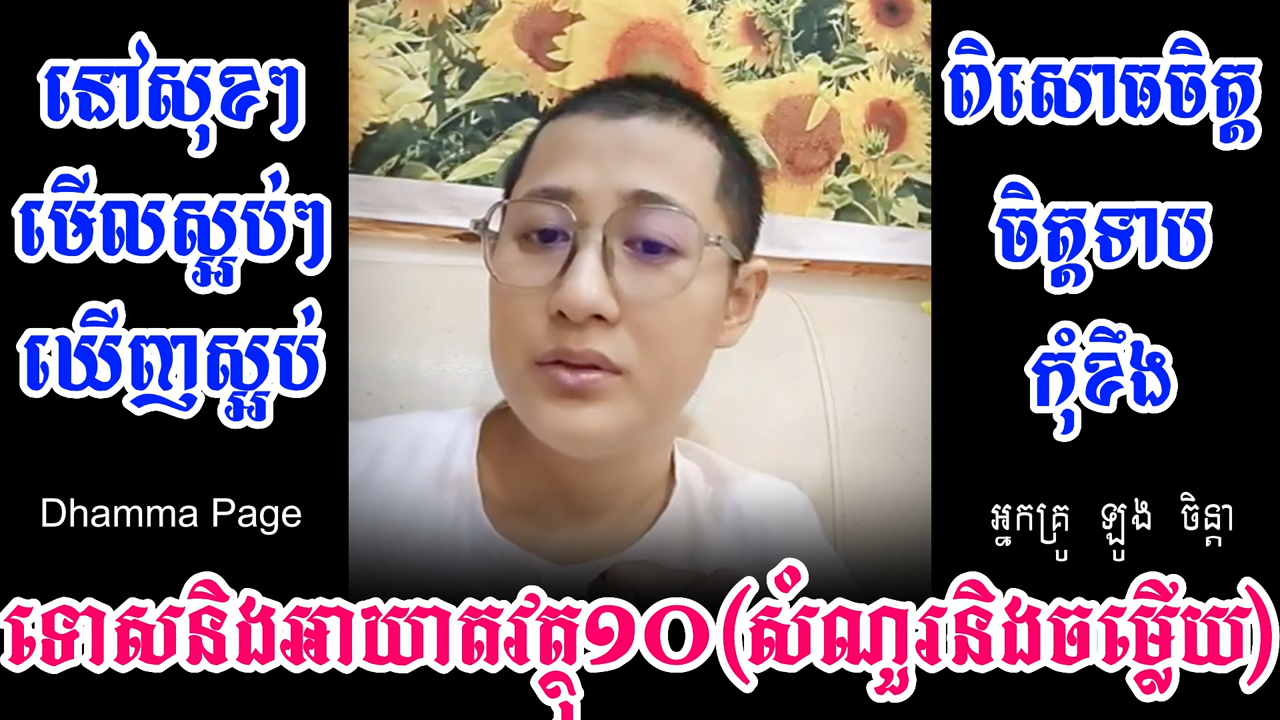 នៅសុខៗ
មើលស្អប់ៗ
ឃើញស្អប់
Dhamma Page
ពិសោធចិត្ត
ចិត្តទាប
កុំខឹង
អ្នកគ្រូ ឡុង ចិន្តា
ទោសនិងអាឃាតវត្ថុ១០(សំណួរនិងចម្លើយ)